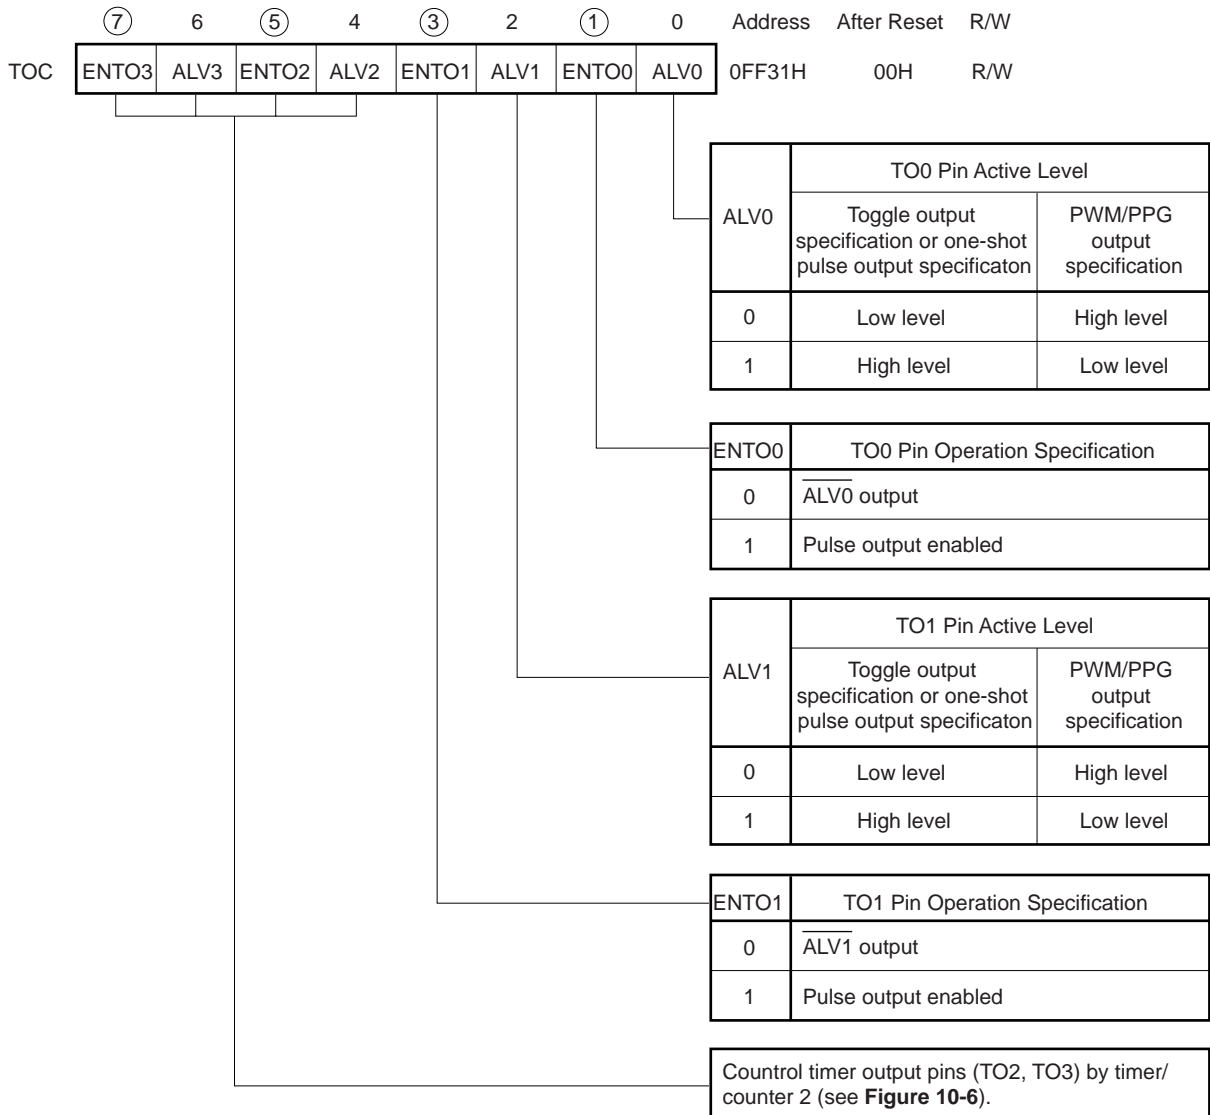 ⑦ 6 ⑤ 4 ③ 2 ① 0 Address After Reset R/W
TOC ENTO3 ALV3 ENTO2 ALV2 ENTO1 ALV1 ENTO0 ALV0 0FF31H 00H R/W
ALV0
TO0 Pin Active Level
Toggle output
specification or one-shot
pulse output specificaton
PWM/PPG
output
specification
0 Low level High level
1 High level Low level
ENTO0 TO0 Pin Operation Specification
0 A̅L̅V̅0̅ output
1 Pulse output enabled
ALV1
TO1 Pin Active Level
Toggle output
specification or one-shot
pulse output specificaton
PWM/PPG
output
specification
0 Low level High level
1 High level Low level
ENTO1 TO1 Pin Operation Specification
0 A̅L̅V̅1̅ output
1 Pulse output enabled
Countrol timer output pins (TO2, TO3) by timer/
counter 2 (see Figure 10-6).